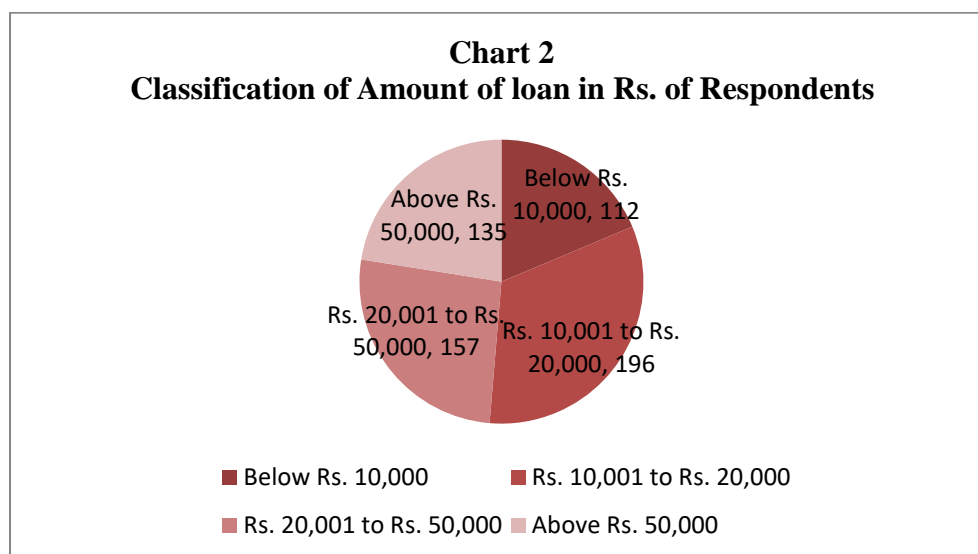 Chart 2
Classification of Amount of loan in Rs. of Respondents
Below Rs.
10,000, 112
Rs. 10,001 to Rs.
20,000, 196
Rs. 20,001 to Rs.
50,000, 157
Above Rs.
50,000, 135
Below Rs. 10,000
Rs. 10,001 to Rs. 20,000
Rs. 20,001 to Rs. 50,000
Above Rs. 50,000